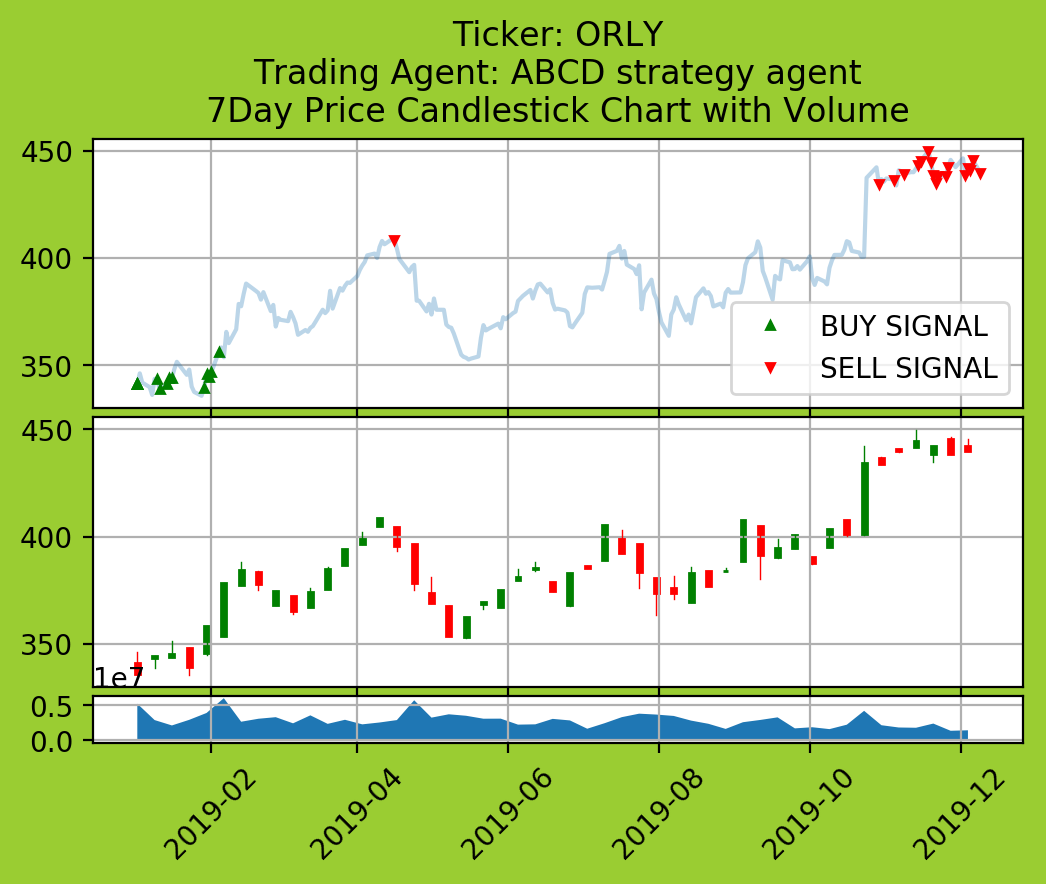 Ticker: ORLY
Trading Agent: ABCD strategy agent
7Day Price Candlestick Chart with Volume
450
400
350
BUY SIGNAL
SELL SIGNAL
450
400
350
1e7
0.5
0.0
2019-02
2019-04
2019-06
2019-08
2019-10
2019-12